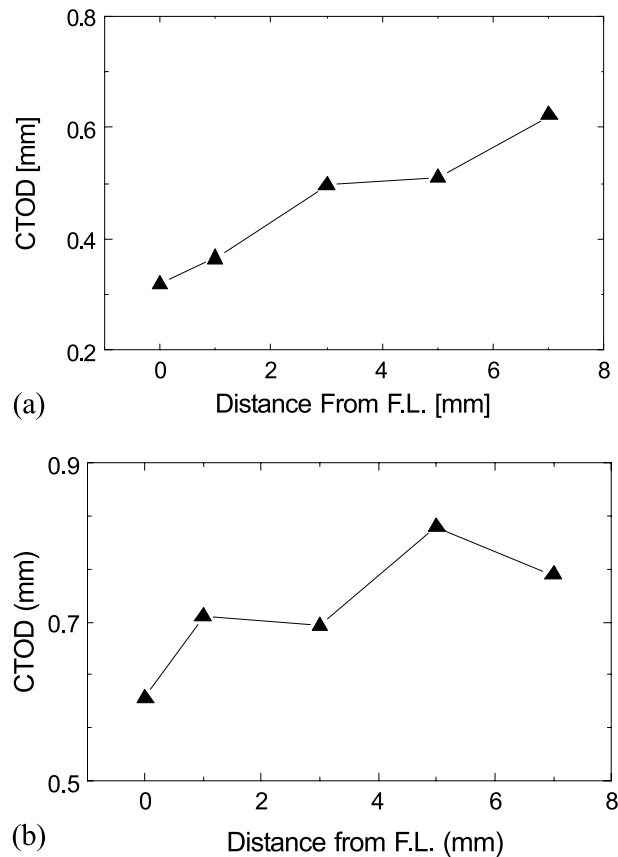 0.8
0.6
0.4
0.2
CTOD [mm]
0 2 4 6 8
Distance From F.L. [mm]
(a)
0.9
0.7
0.5
CTOD (mm)
0 2 4 6 8
Distance from F.L. (mm)
(b)